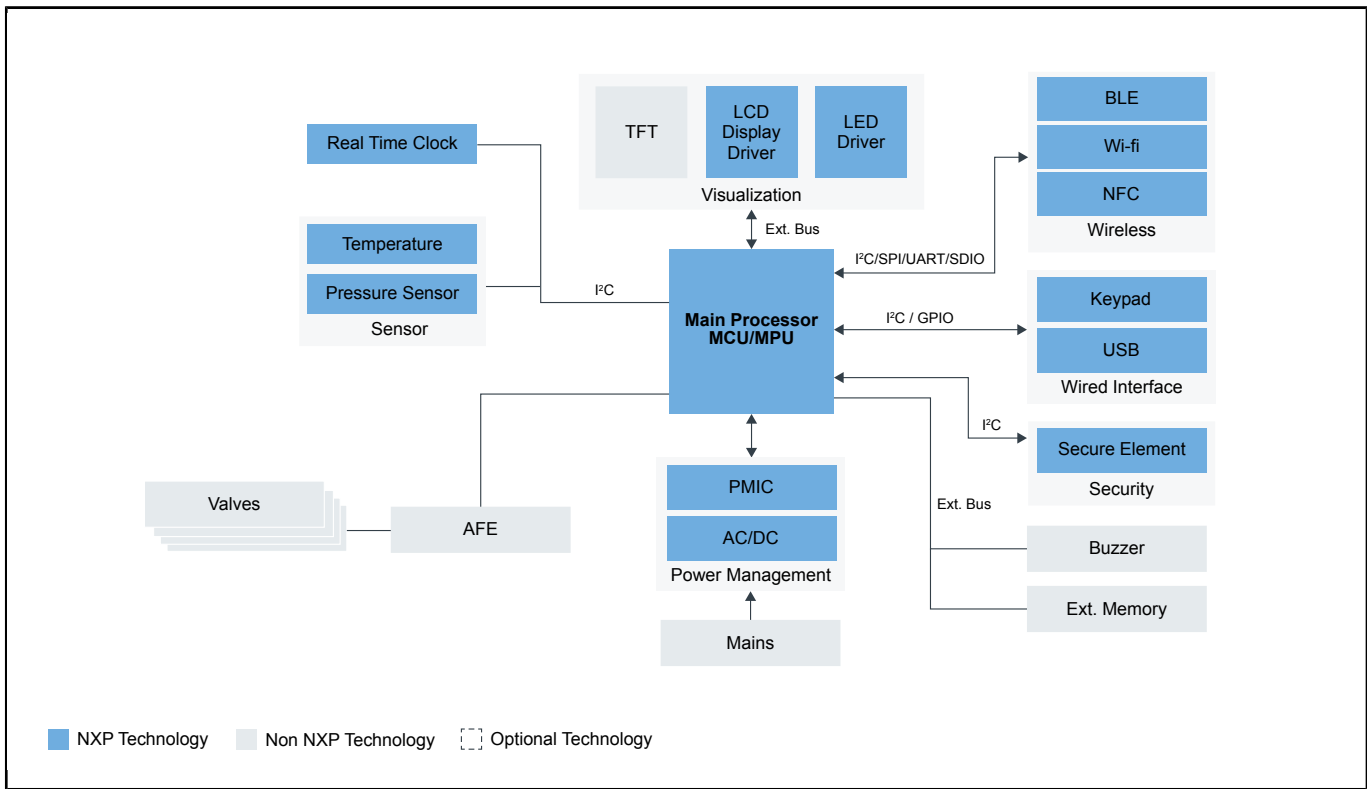 TFT
LCD
Display
Driver
LED
Driver
Visualization
Real Time Clock
Temperature
Pressure Sensor
Sensor
I²C
Ext. Bus
Main Processor
MCU/MPU
I²C/SPI/UART/SDIO
BLE
Wi-fi
NFC
Wireless
I²C / GPIO
Keypad
USB
Wired Interface
I²C
Secure Element
Security
Ext. Bus
Buzzer
Ext. Memory
Valves
AFE
PMIC
AC/DC
Power Management
Mains
NXP Technology
Non NXP Technology
Optional Technology